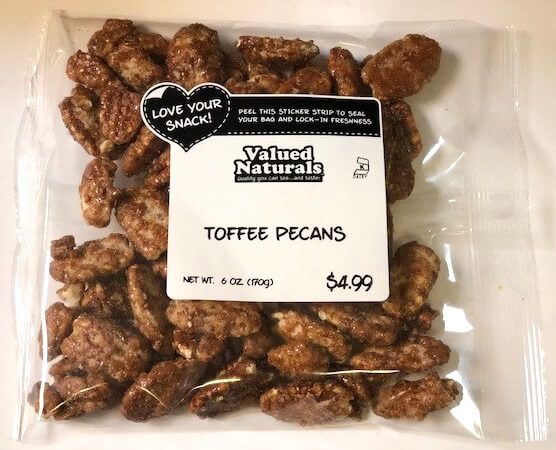 LOVE YOUR
SNACK!
PEEL THIS STICKER STRIP TO SEAL
YOUR BAG AND LOCK-IN FRESHNESS
Valued
Naturals
Quality you can see...and taste!
K
DAIRY
TOFFEE PECANS
NET WT. 6 OZ. (170g)
$4.99